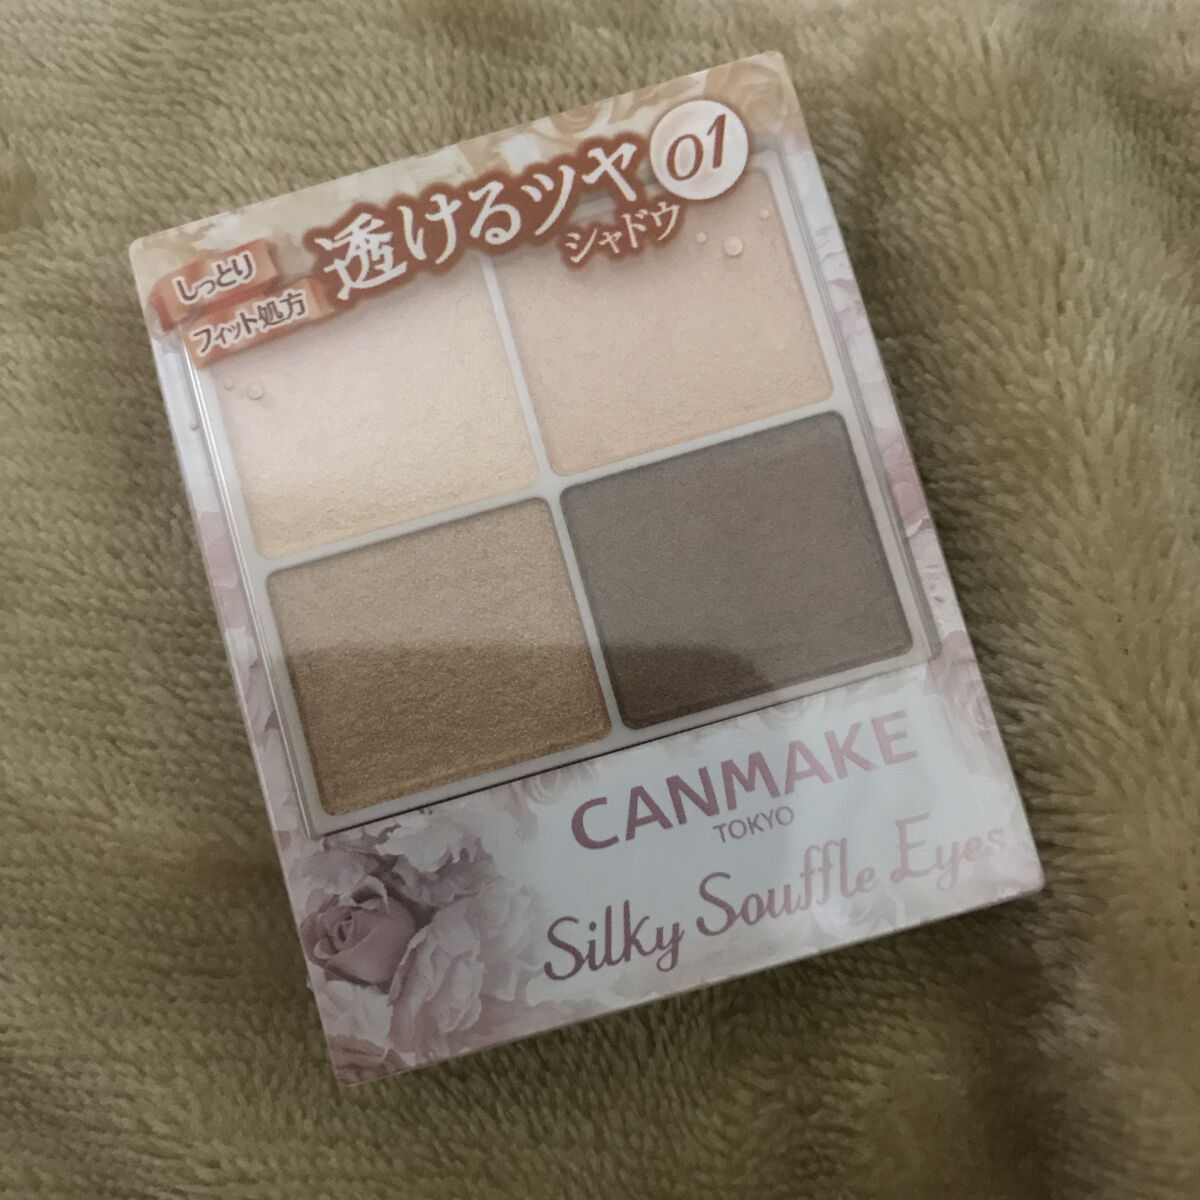 透けるツヤ
シャドウ
01
しっとり
フィット処方
CANMAKE
TOKYO
Silky Souffle Eyes